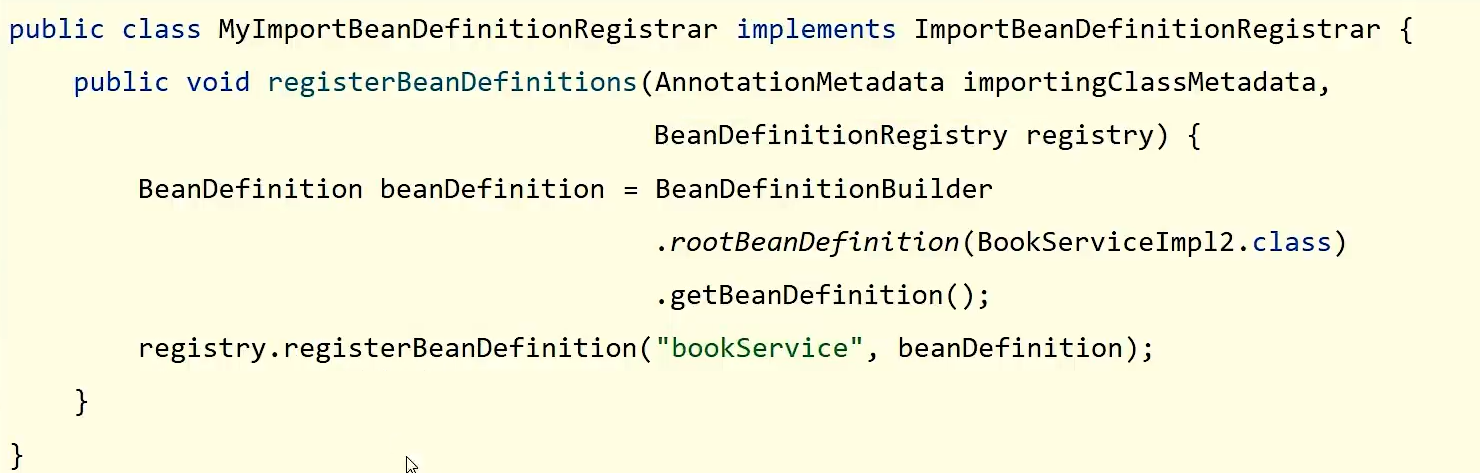 public class MyImportBeanDefinitionRegistrar implements ImportBeanDefinitionRegistrar {
    public void registerBeanDefinitions(AnnotationMetadata importingClassMetadata,
                                        BeanDefinitionRegistry registry) {
        BeanDefinition beanDefinition = BeanDefinitionBuilder
                                        .rootBeanDefinition(BookServiceImpl2.class)
                                        .getBeanDefinition();
        registry.registerBeanDefinition("bookService", beanDefinition);
    }
}